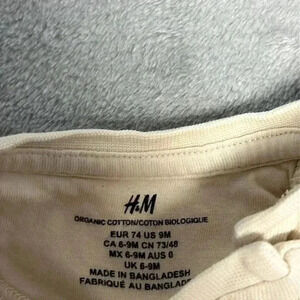 H&M
ORGANIC COTTON/COTON BIOLOGIQUE
EUR 74 US 9M
CA 6-9M CN 73/48
MX 6-9M AUS 0
UK 6-9M
MADE IN BANGLADESH
FABRIQUÉ AU BANGLADESH